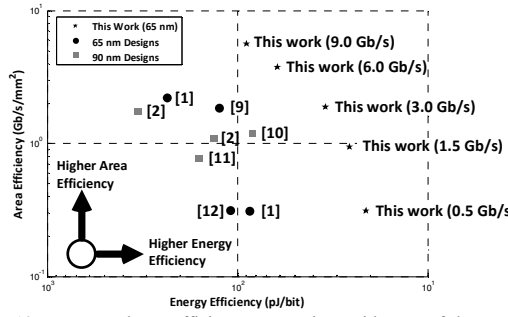 10¹
This Work (65 nm)
65 nm Designs
90 nm Designs
This work (9.0 Gb/s)
This work (6.0 Gb/s)
[1]
[2]
[9]
This work (3.0 Gb/s)
[2]
[10]
10⁰
[11]
This work (1.5 Gb/s)
Higher Area
Efficiency
[12]
[1]
This work (0.5 Gb/s
Higher Energy
Efficiency
10⁻¹
10³
10²
10¹
Area Efficiency (Gb/s/mm²)
Energy Efficiency (pJ/bit)